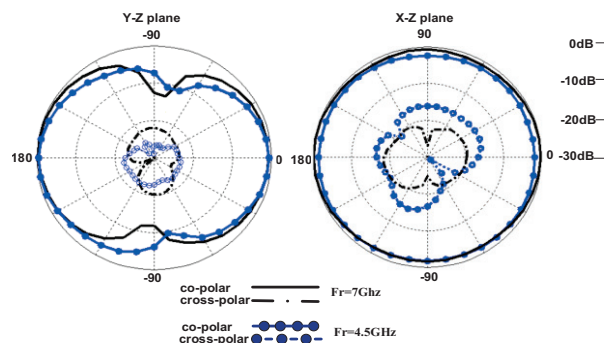 Y-Z plane
X-Z plane
-90
90
0dB
-10dB
-20dB
-30dB
180
0
180
0
-90
-90
co-polar
cross-polar
Fr=7Ghz
co-polar
cross-polar
Fr=4.5GHz